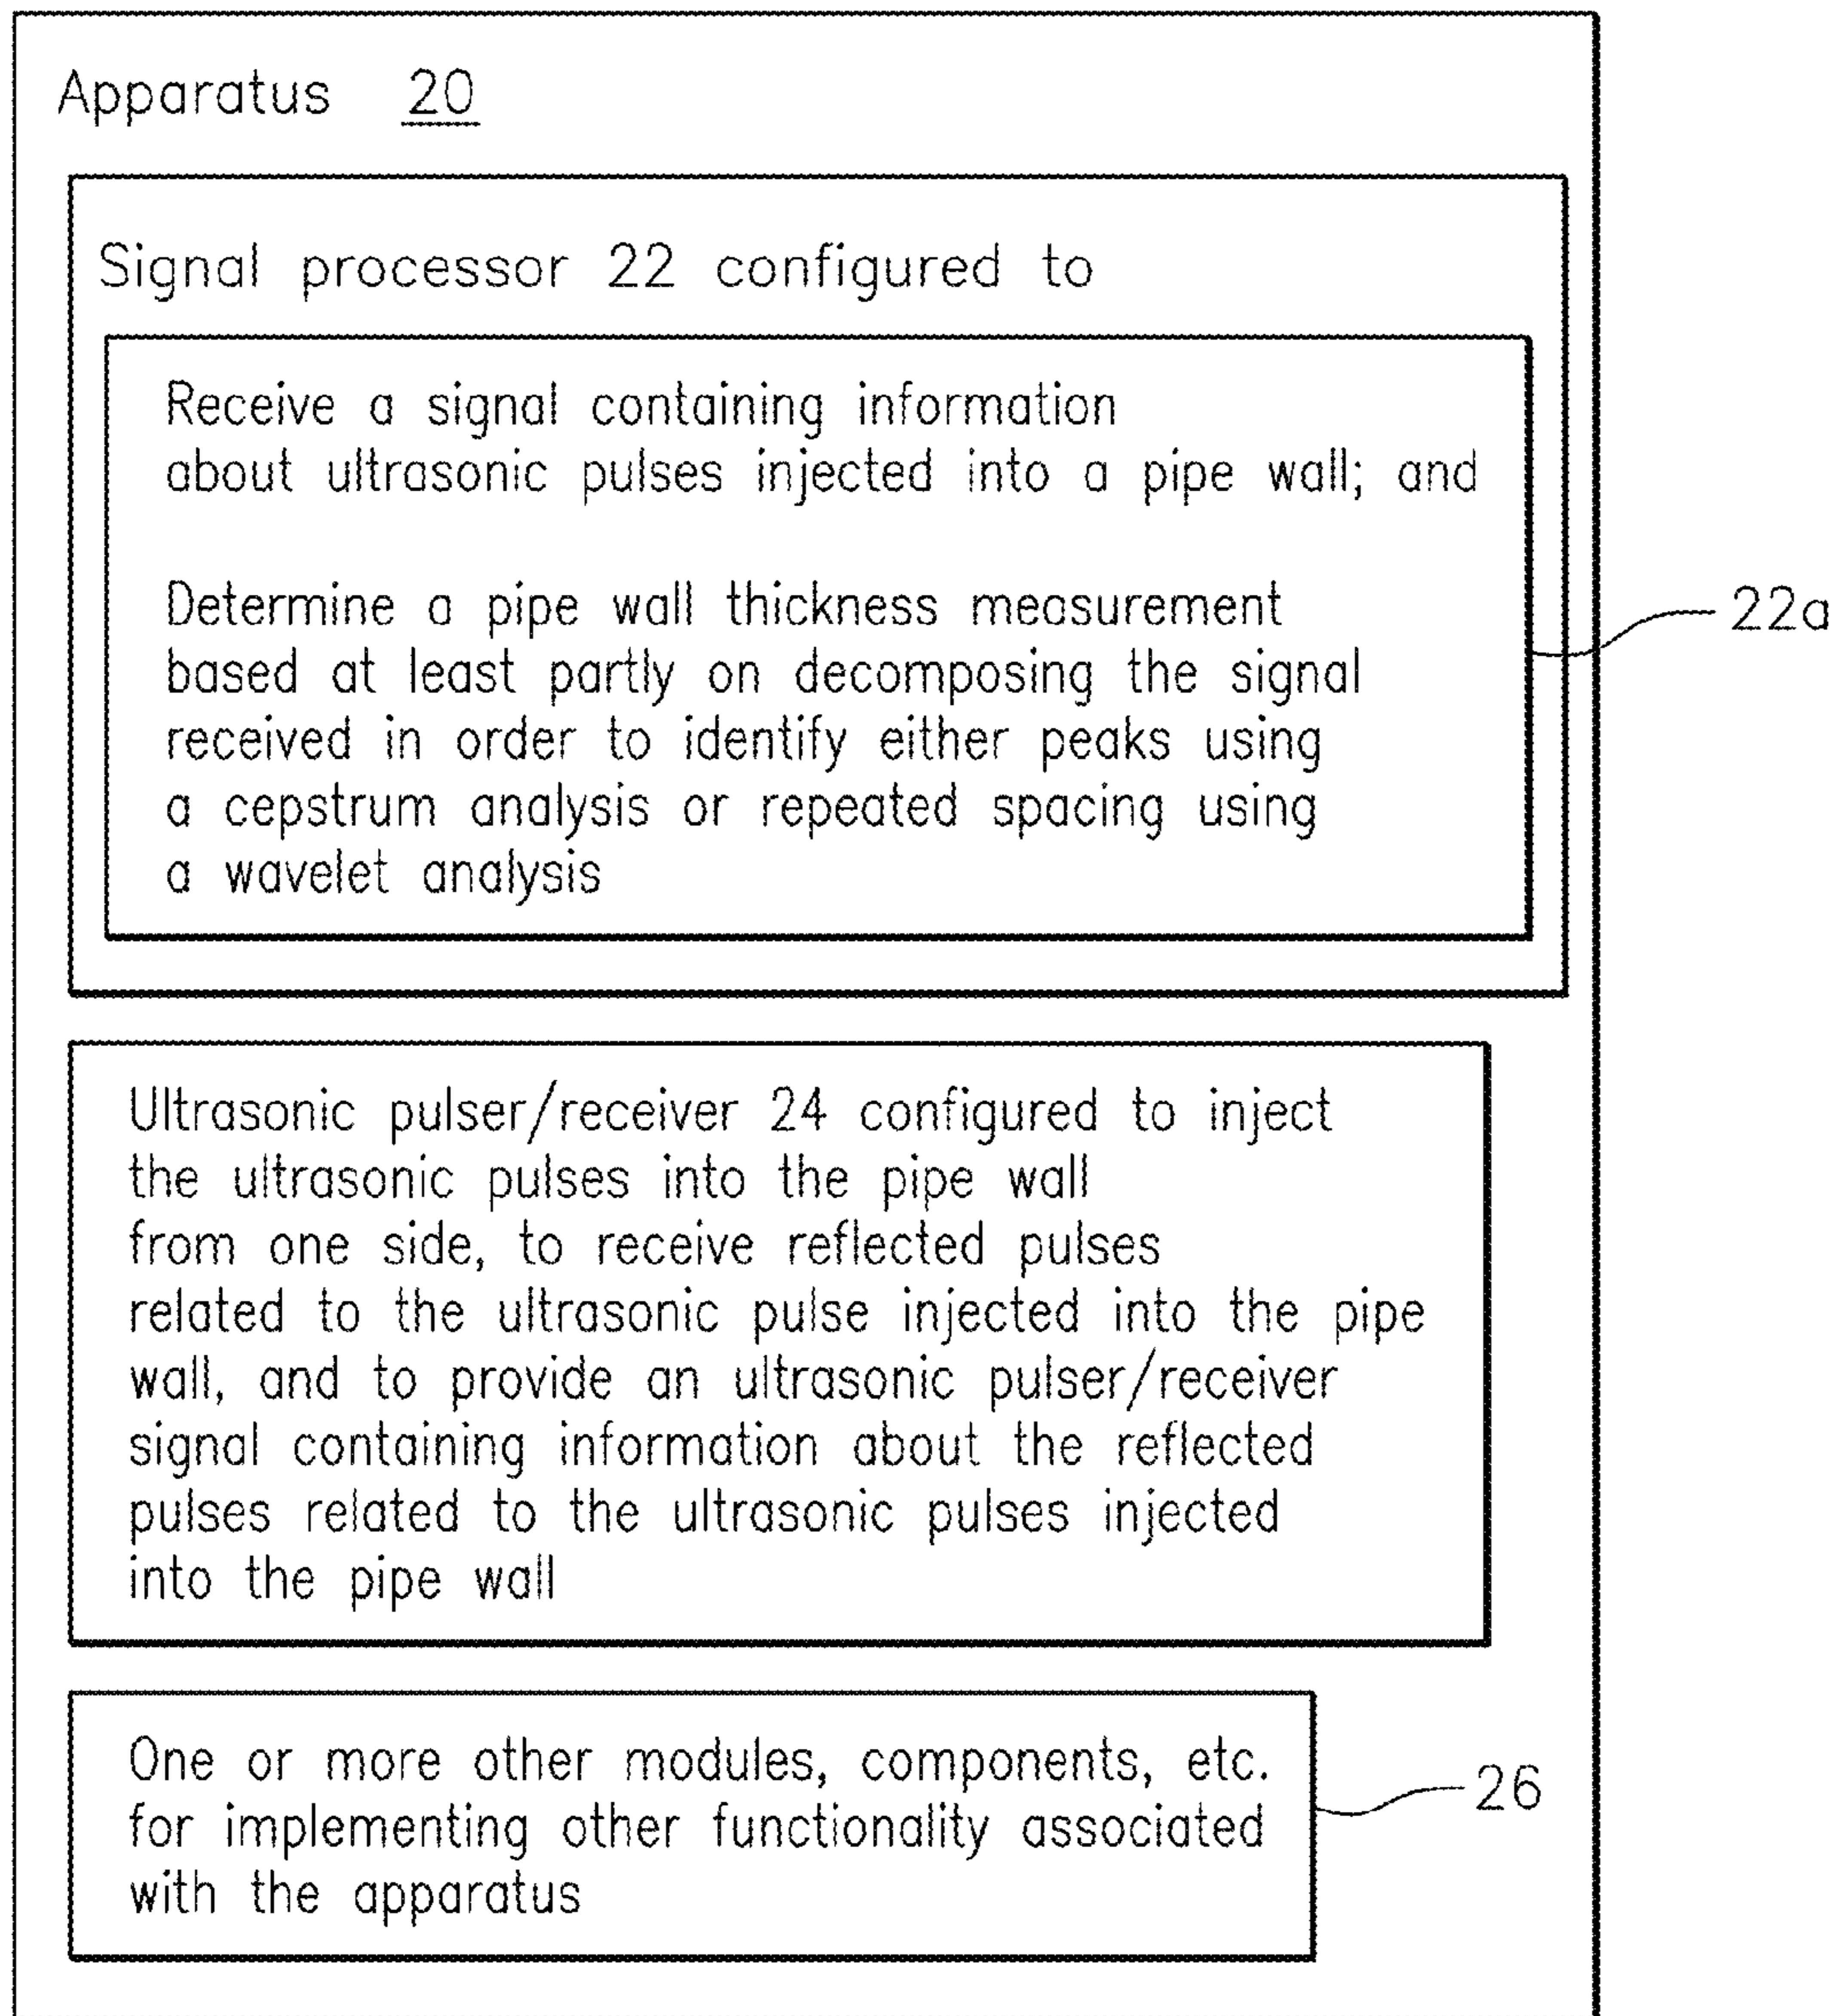 Apparatus 20
Signal processor 22 configured to
Receive a signal containing information
about ultrasonic pulses injected into a pipe wall; and
Determine a pipe wall thickness measurement
based at least partly on decomposing the signal
received in order to identify either peaks using
a cepstrum analysis or repeated spacing using
a wavelet analysis
22a
Ultrasonic pulser/receiver 24 configured to inject
the ultrasonic pulses into the pipe wall
from one side, to receive reflected pulses
related to the ultrasonic pulse injected into the pipe
wall, and to provide an ultrasonic pulser/receiver
signal containing information about the reflected
pulses related to the ultrasonic pulses injected
into the pipe wall
One or more other modules, components, etc.
for implementing other functionality associated
with the apparatus
26